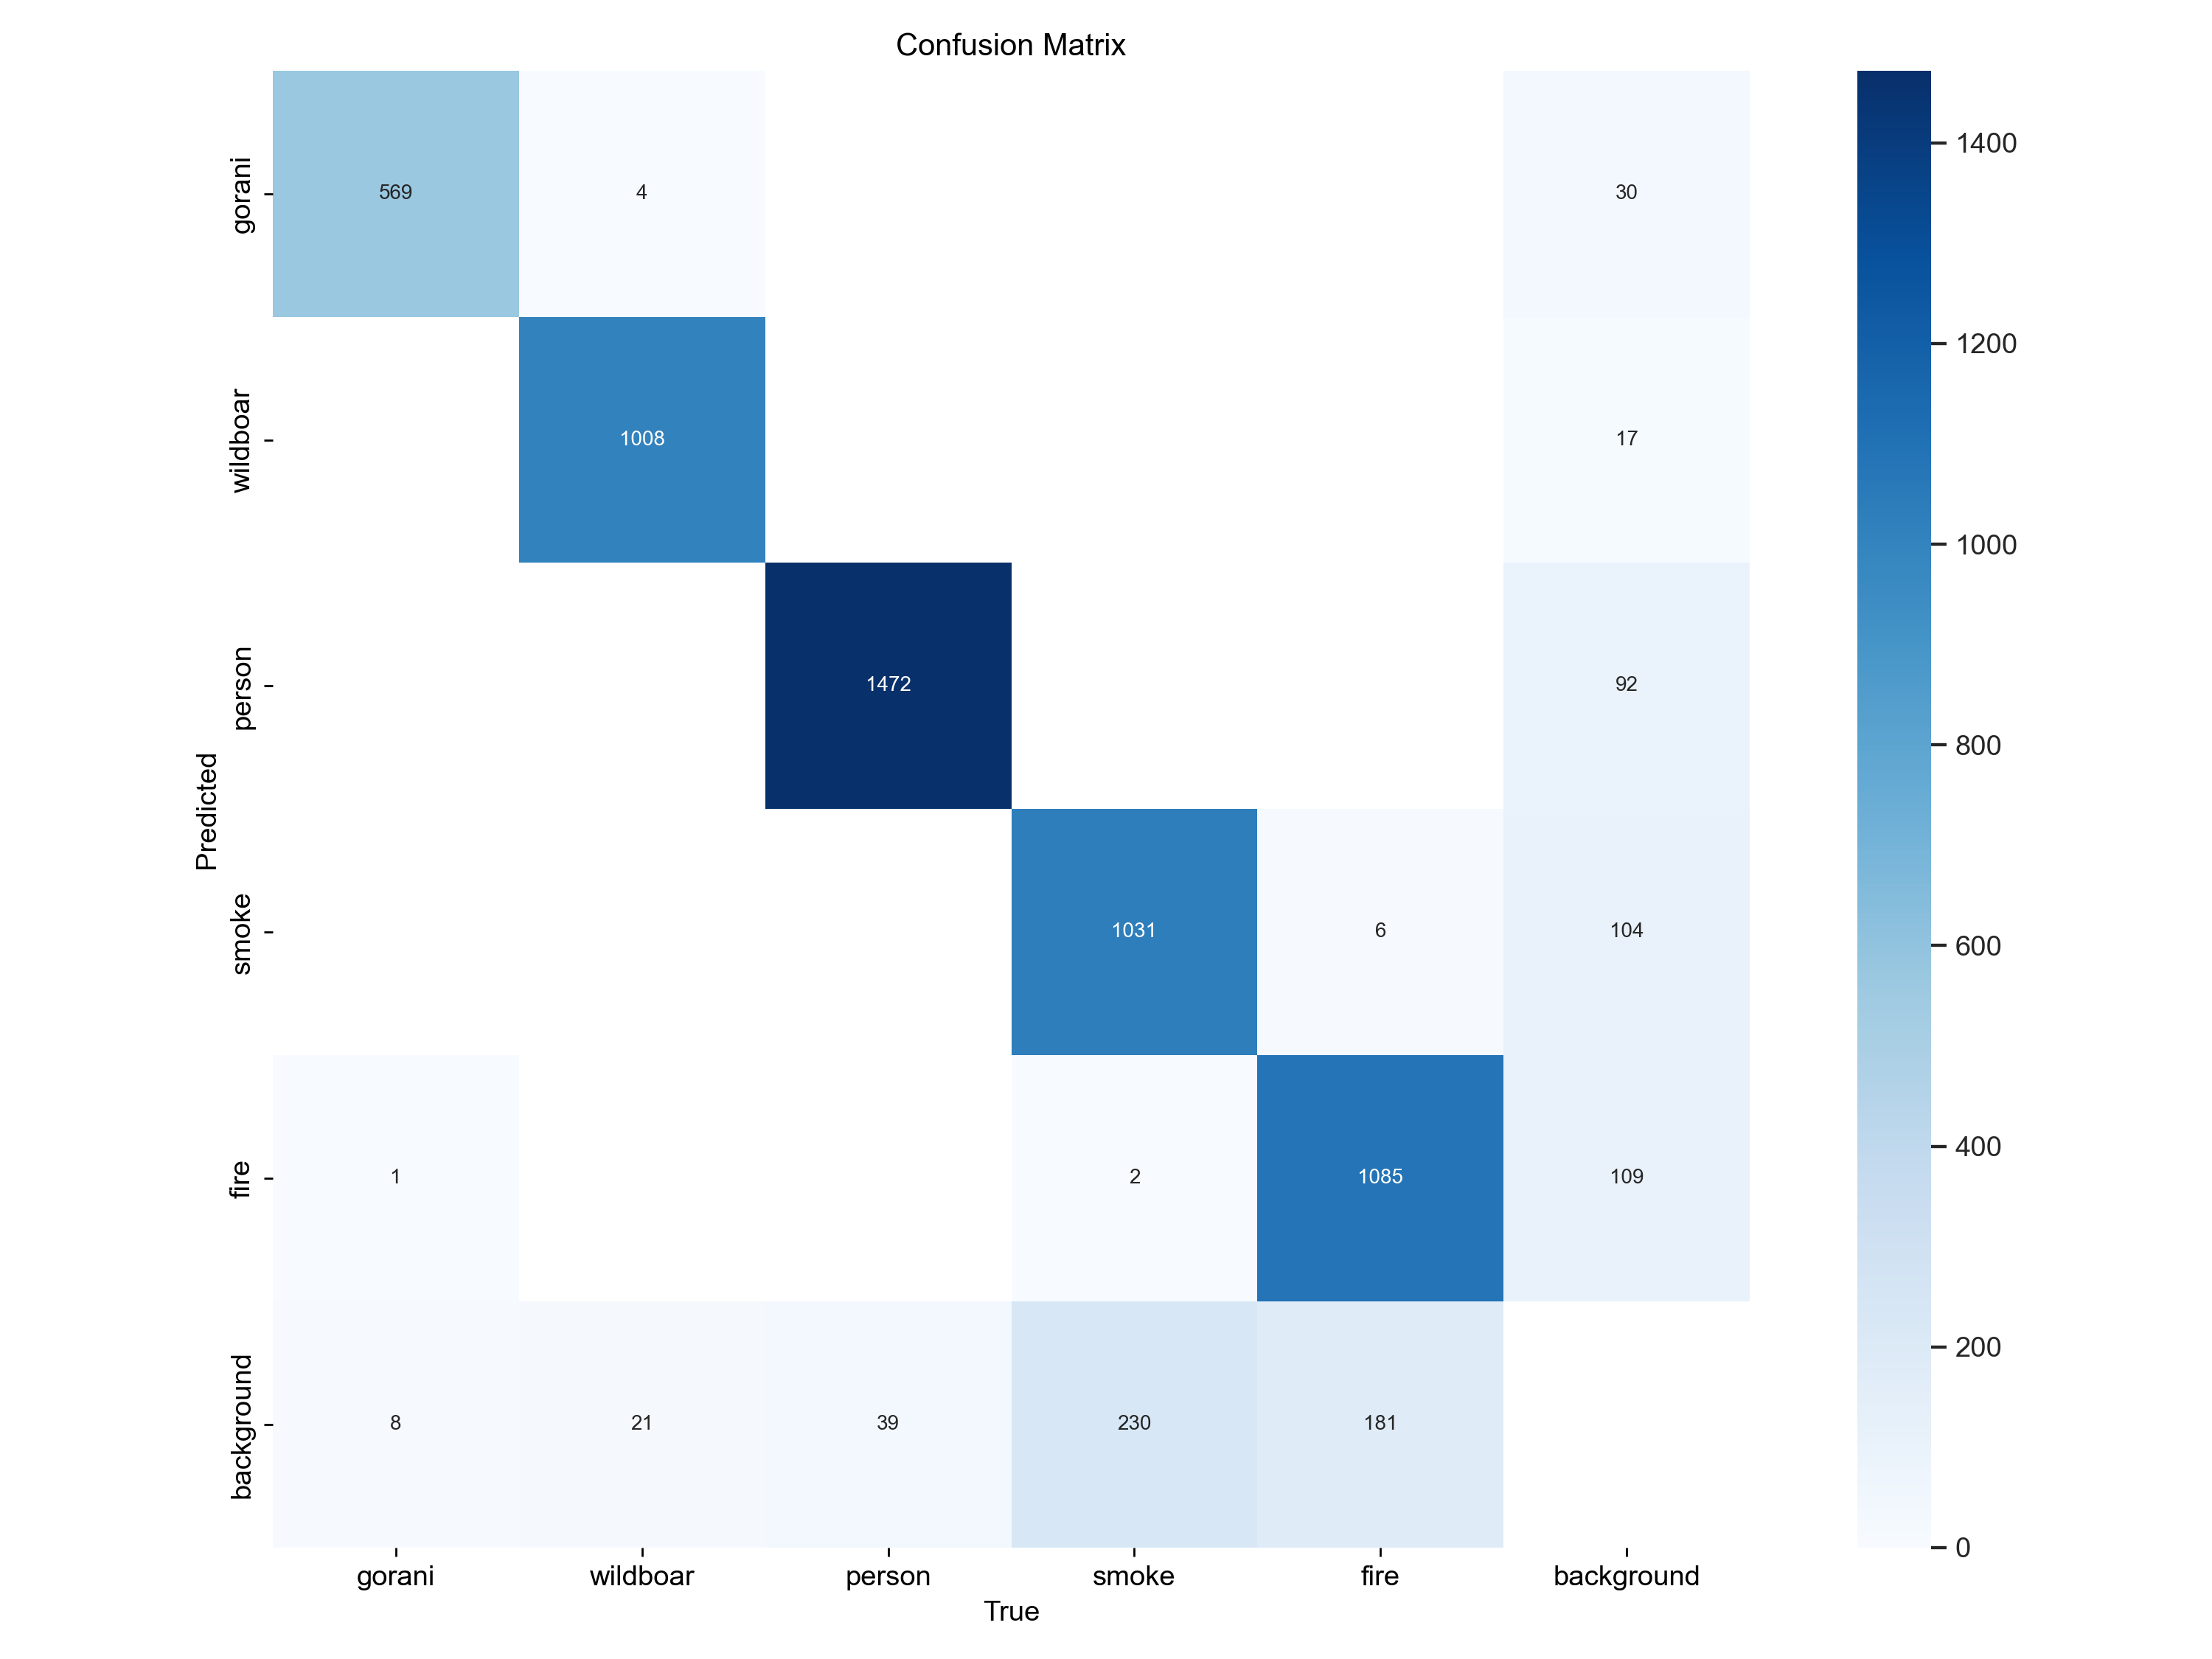 Confusion Matrix
gorani 569 4 30
wildboar 1008 17
person 1472 92
smoke 1031 6 104
fire 1 2 1085 109
background 8 21 39 230 181
gorani wildboar person smoke fire background
True
Predicted
1400
1200
1000
800
600
400
200
0